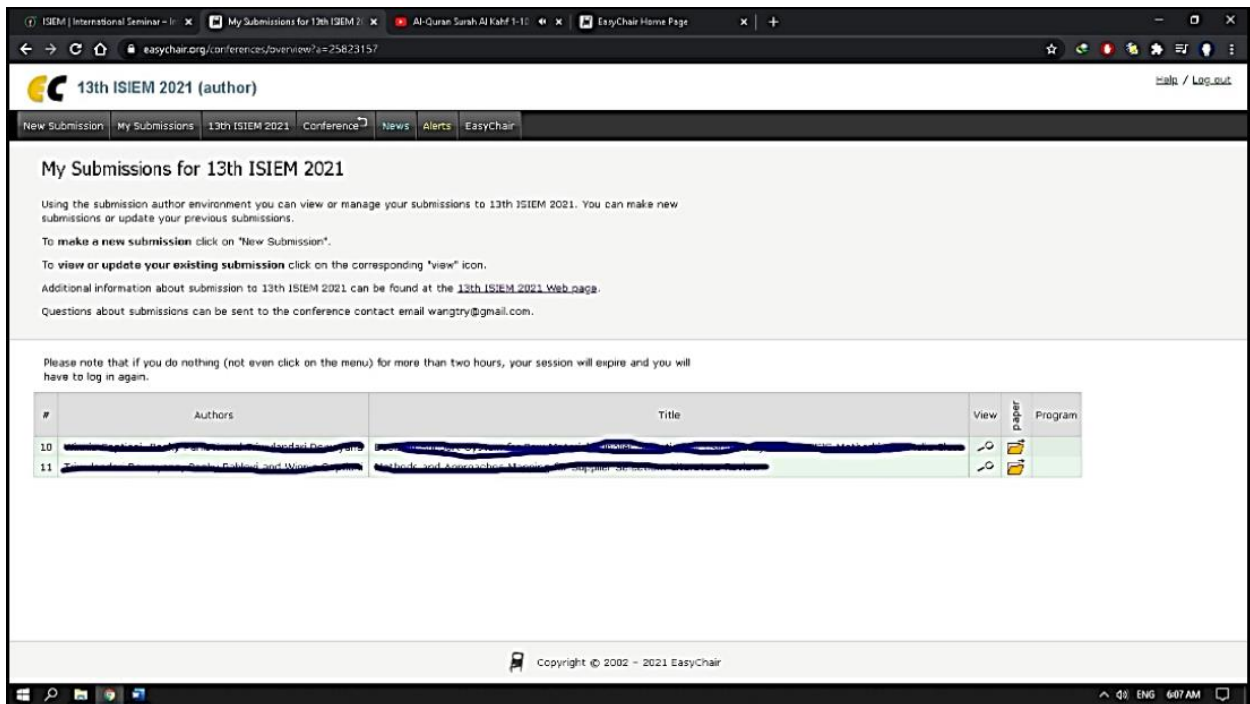 ISIEM | International Seminar – In
My Submissions for 13th ISIEM 2
Al-Quran Surah Al Kahf 1-10
EasyChair Home Page
easychair.org/conferences/overview?a=25823157
13th ISIEM 2021 (author)
Help / Log out
New Submission My Submissions 13th ISIEM 2021 Conference News Alerts EasyChair
My Submissions for 13th ISIEM 2021
Using the submission author environment you can view or manage your submissions to 13th ISIEM 2021. You can make new
submissions or update your previous submissions.
To make a new submission click on "New Submission".
To view or update your existing submission click on the corresponding "view" icon.
Additional information about submission to 13th ISIEM 2021 can be found at the 13th ISIEM 2021 Web page.
Questions about submissions can be sent to the conference contact email wangtry@gmail.com.
Please note that if you do nothing (not even click on the menu) for more than two hours, your session will expire and you will
have to log in again.
# Authors Title View paper Program
10
11
Copyright © 2002 – 2021 EasyChair
ENG 6:07 AM